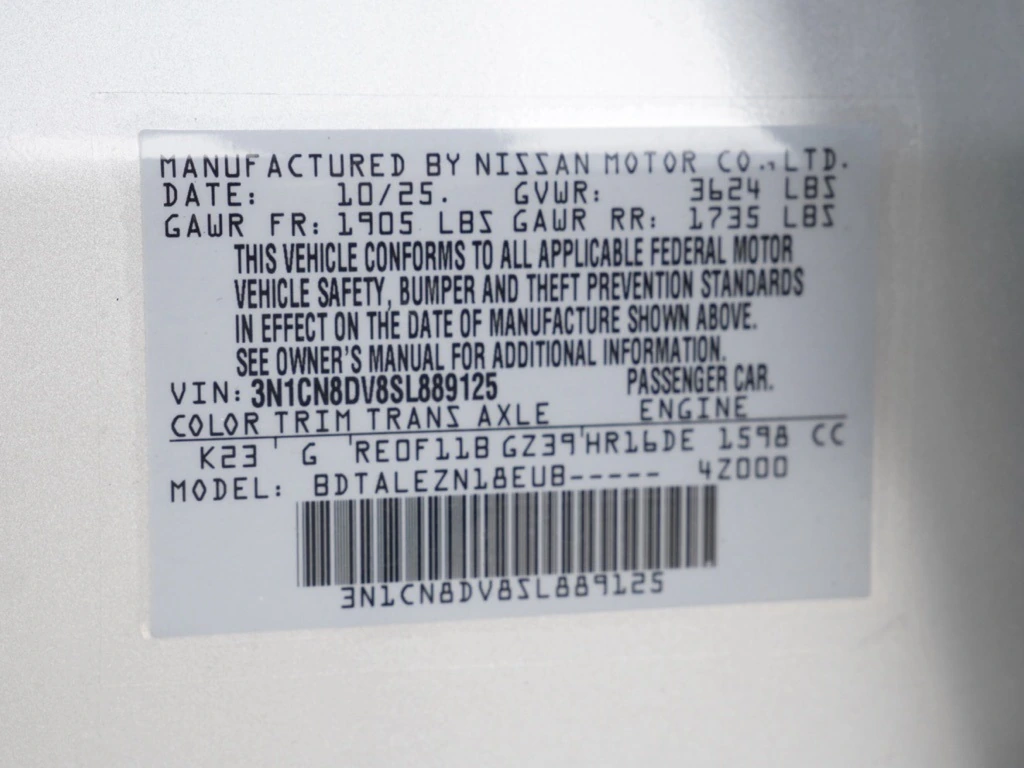 MANUFACTURED BY NISSAN MOTOR CO., LTD.
DATE: 10/25. GVWR: 3624 LBS
GAWR FR: 1905 LBS GAWR RR: 1735 LBS
THIS VEHICLE CONFORMS TO ALL APPLICABLE FEDERAL MOTOR
VEHICLE SAFETY, BUMPER AND THEFT PREVENTION STANDARDS
IN EFFECT ON THE DATE OF MANUFACTURE SHOWN ABOVE.
SEE OWNER'S MANUAL FOR ADDITIONAL INFORMATION.
VIN: 3N1CN8DV8SL889125 PASSENGER CAR.
COLOR TRIM TRANS AXLE ENGINE
K23 G RE0F11B GZ39 HR16DE 1598 CC
MODEL: BDTALEZN18EUB----- 4Z000
3N1CN8DV8SL889125